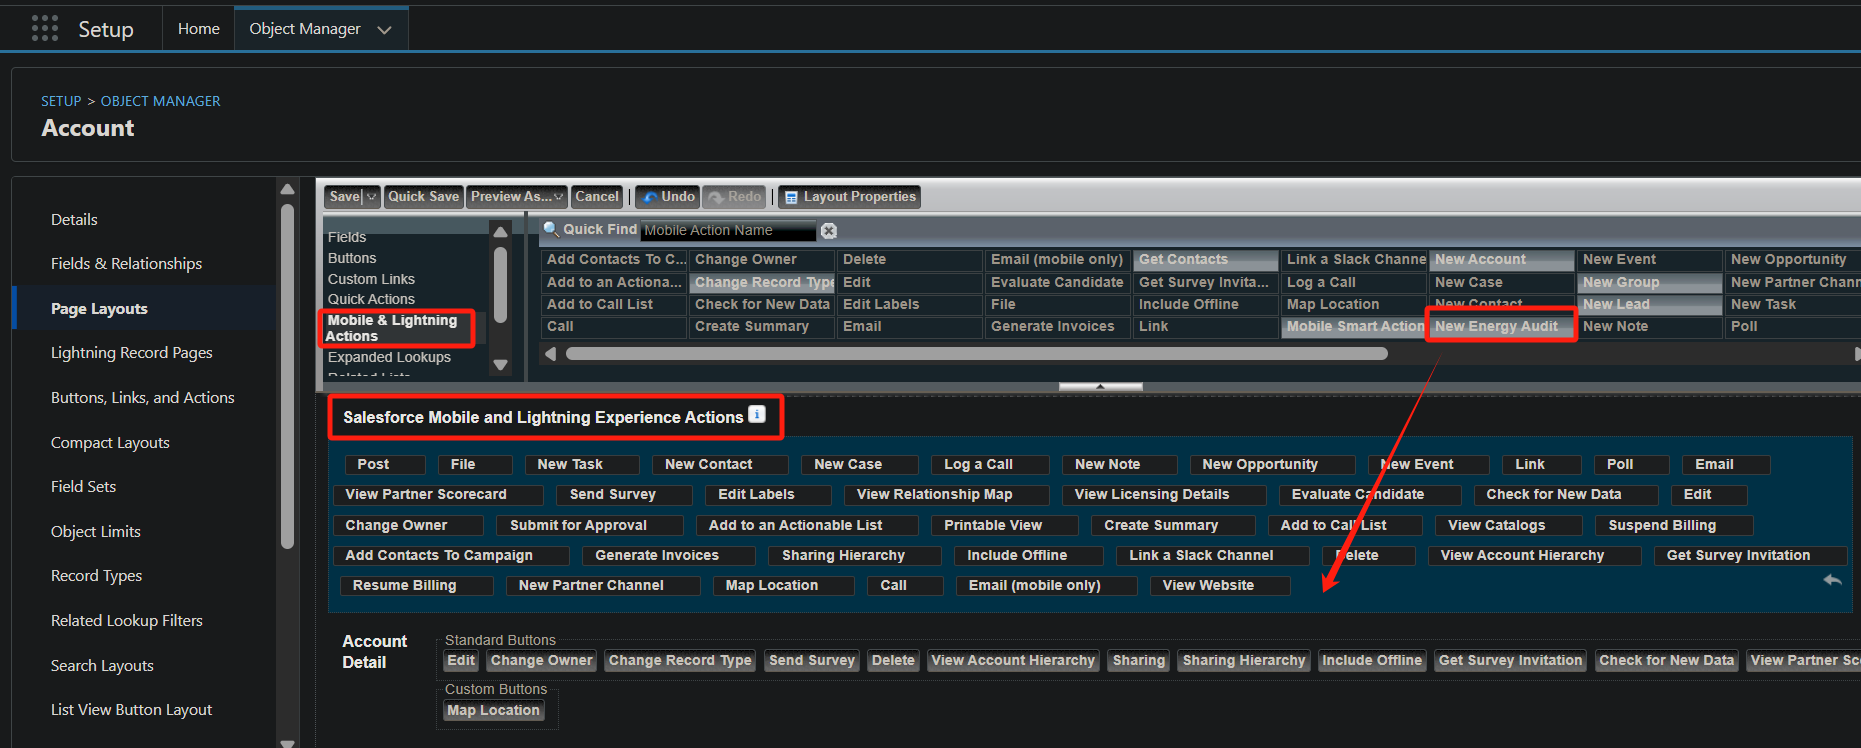 Setup
Home
Object Manager
SETUP > OBJECT MANAGER
Account
Details
Fields & Relationships
Page Layouts
Lightning Record Pages
Buttons, Links, and Actions
Compact Layouts
Field Sets
Object Limits
Record Types
Related Lookup Filters
Search Layouts
List View Button Layout
Save Quick Save Preview As... Cancel Undo Redo Layout Properties
Fields
Buttons
Custom Links
Quick Actions
Mobile & Lightning
Actions
Expanded Lookups
Related Lists
Quick Find Mobile Action Name
Add Contacts To C... Change Owner Delete Email (mobile only) Get Contacts Link a Slack Channe New Account New Event New Opportunity
Add to an Actiona... Change Record Type Edit Evaluate Candidate Get Survey Invita... Log a Call New Case New Group New Partner Chan
Add to Call List Check for New Data Edit Labels File Include Offline Map Location New Contact New Lead New Task
Call Create Summary Email Generate Invoices Link Mobile Smart Action New Energy Audit New Note Poll
Salesforce Mobile and Lightning Experience Actions i
Post File New Task New Contact New Case Log a Call New Note New Opportunity New Event Link Poll Email
View Partner Scorecard Send Survey Edit Labels View Relationship Map View Licensing Details Evaluate Candidate Check for New Data Edit
Change Owner Submit for Approval Add to an Actionable List Printable View Create Summary Add to Call List View Catalogs Suspend Billing
Add Contacts To Campaign Generate Invoices Sharing Hierarchy Include Offline Link a Slack Channel Delete View Account Hierarchy Get Survey Invitation
Resume Billing New Partner Channel Map Location Call Email (mobile only) View Website
Account
Detail
Standard Buttons
Edit Change Owner Change Record Type Send Survey Delete View Account Hierarchy Sharing Sharing Hierarchy Include Offline Get Survey Invitation Check for New Data View Partner Sc
Custom Buttons
Map Location